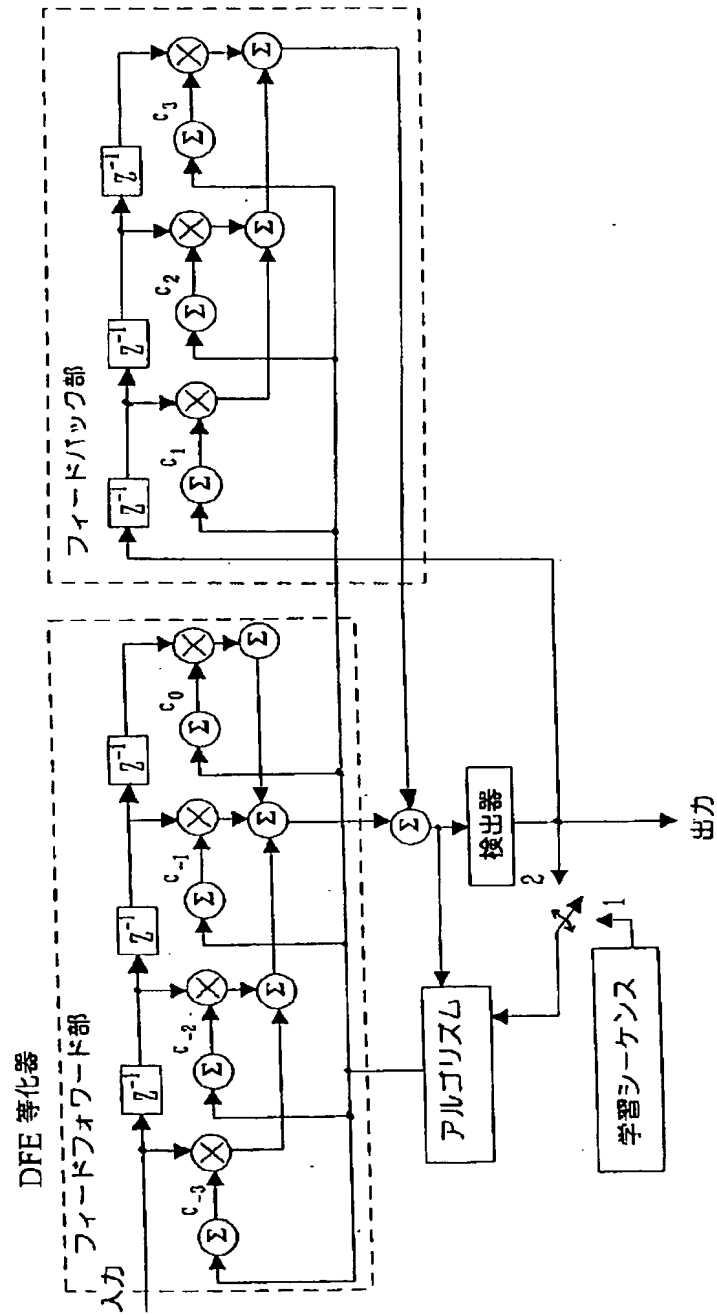 DFE 等化器
フィードフォワード部
フィードバック部
入力
Z⁻¹
Z⁻¹
Z⁻¹
Z⁻¹
Z⁻¹
Z⁻¹
× × × × × × ×
C₋₃
C₋₂
C₋₁
C₀
C₁
C₂
C₃
Σ Σ Σ Σ Σ Σ Σ
Σ Σ Σ Σ Σ
Σ
アルゴリズム
検出器
2
1
学習シーケンス
出力